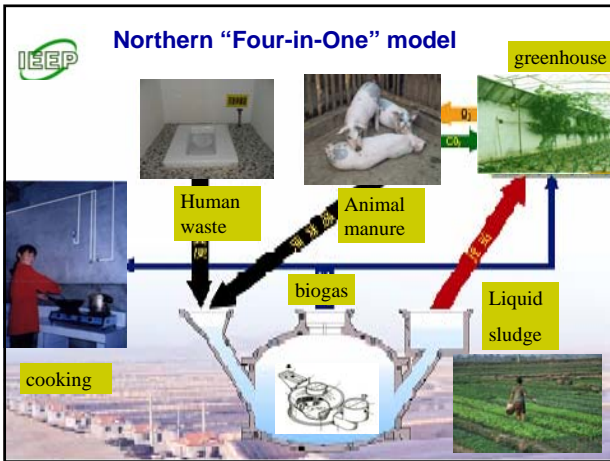 Northern “Four-in-One” model
IEEP
greenhouse
O₂
CO₂
Human
waste
Animal
manure
biogas
Liquid
sludge
cooking